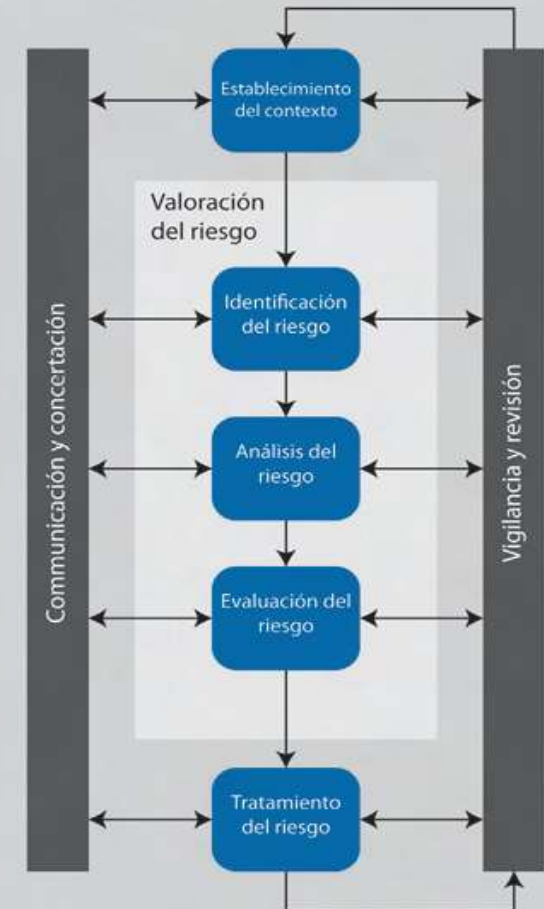 Establecimiento
del contexto
Valoración
del riesgo
Identificación
del riesgo
Análisis del
riesgo
Evaluación del
riesgo
Tratamiento
del riesgo
Communicación y concertación
Vigilancia y revisión